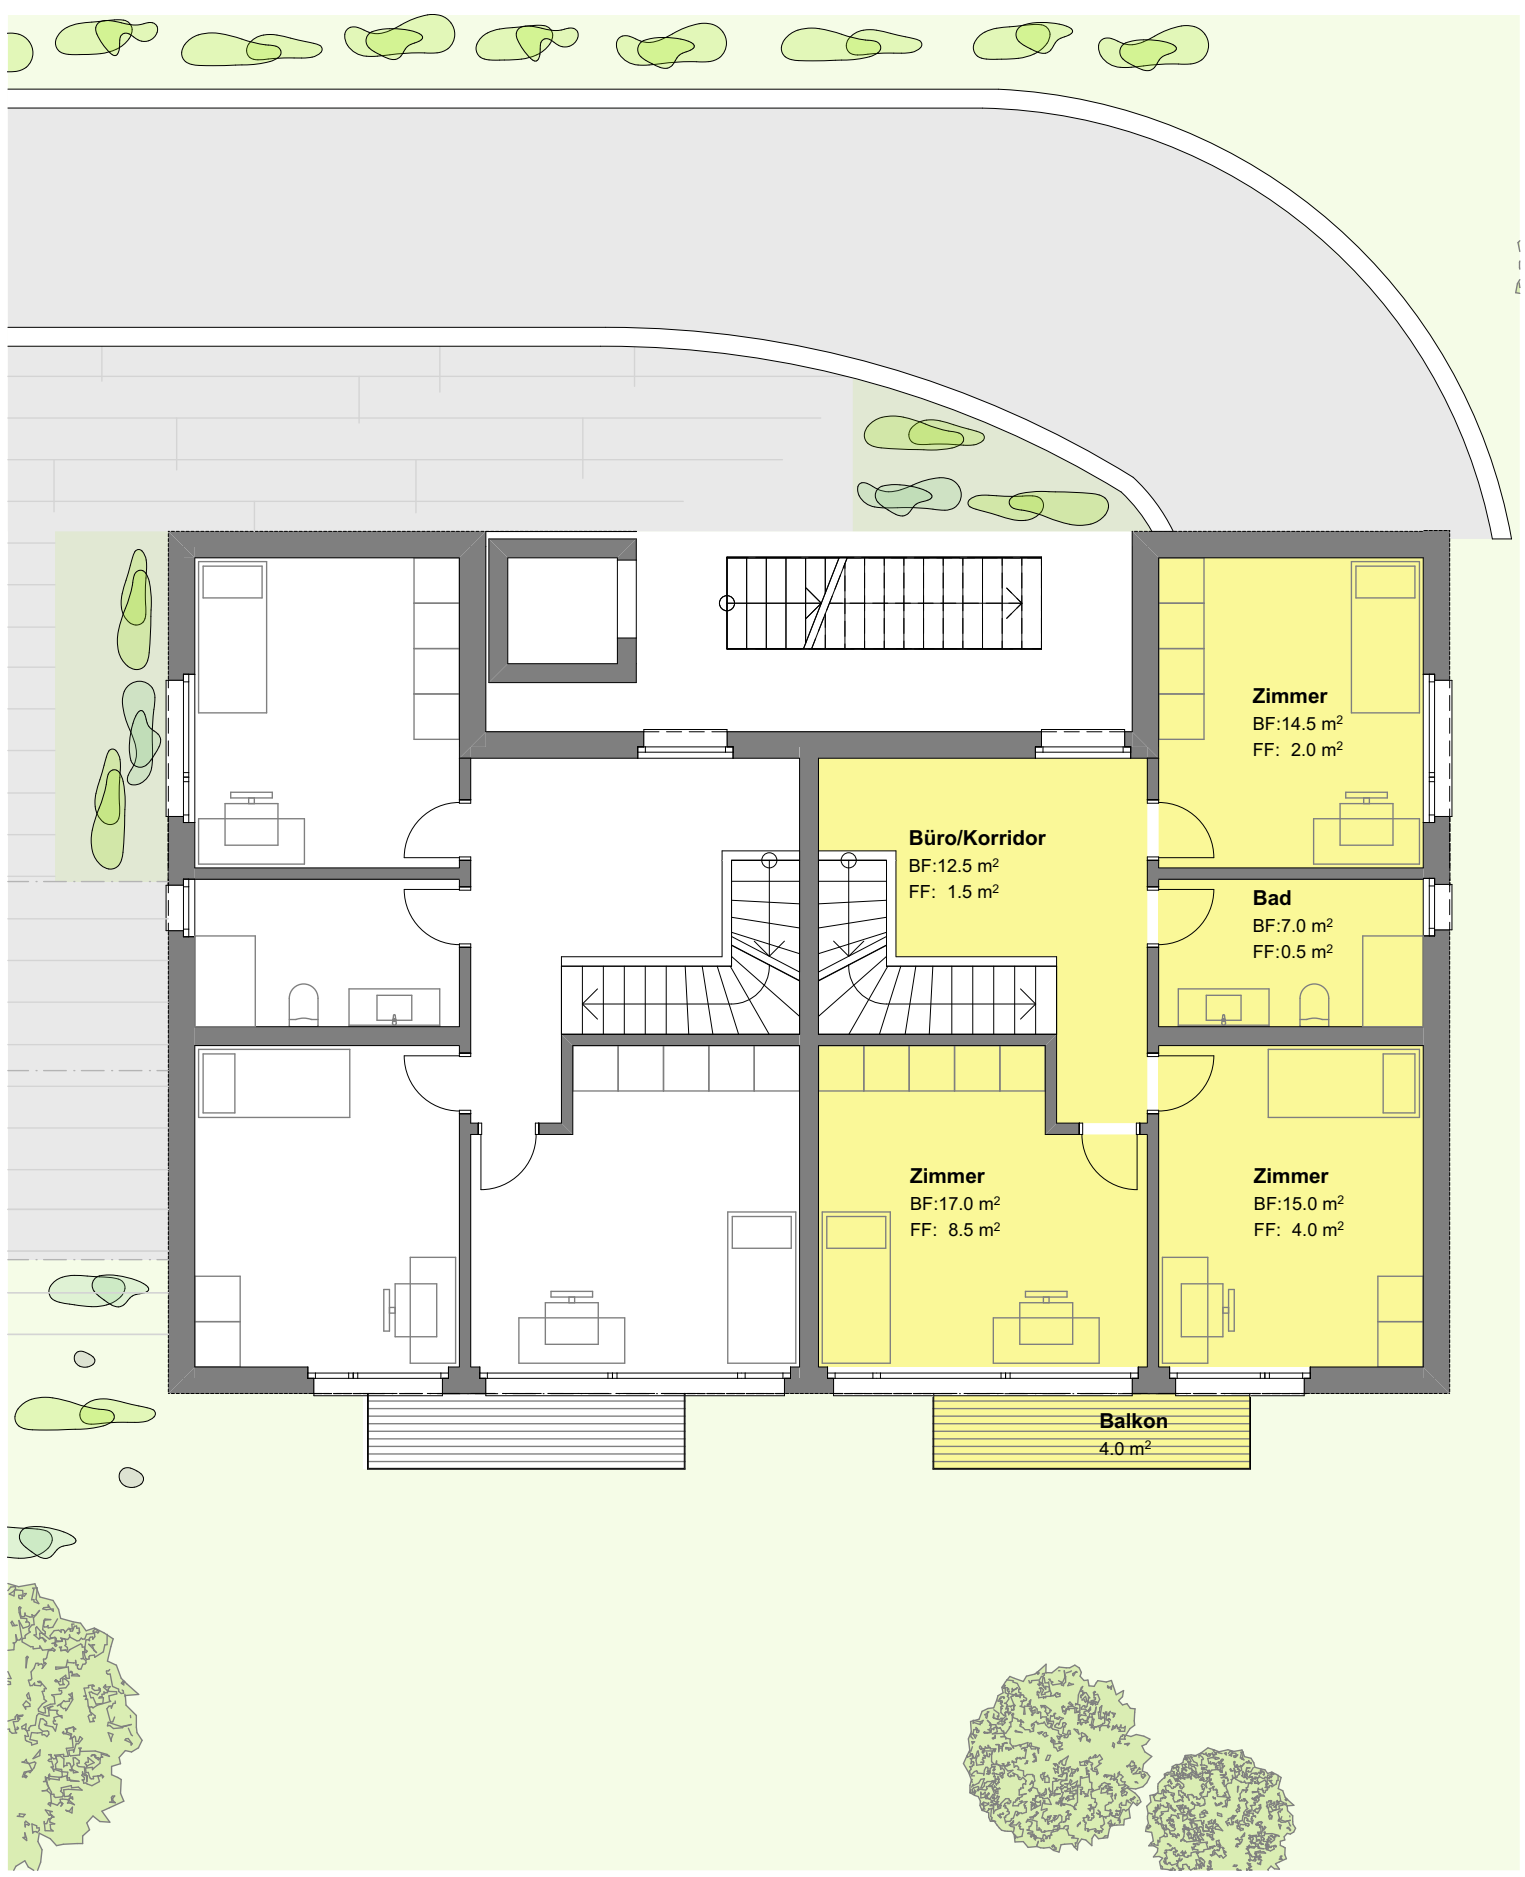 Zimmer
BF:14.5 m²
FF: 2.0 m²
Büro/Korridor
BF:12.5 m²
FF: 1.5 m²
Bad
BF:7.0 m²
FF:0.5 m²
Zimmer
BF:17.0 m²
FF: 8.5 m²
Zimmer
BF:15.0 m²
FF: 4.0 m²
Balkon
4.0 m²